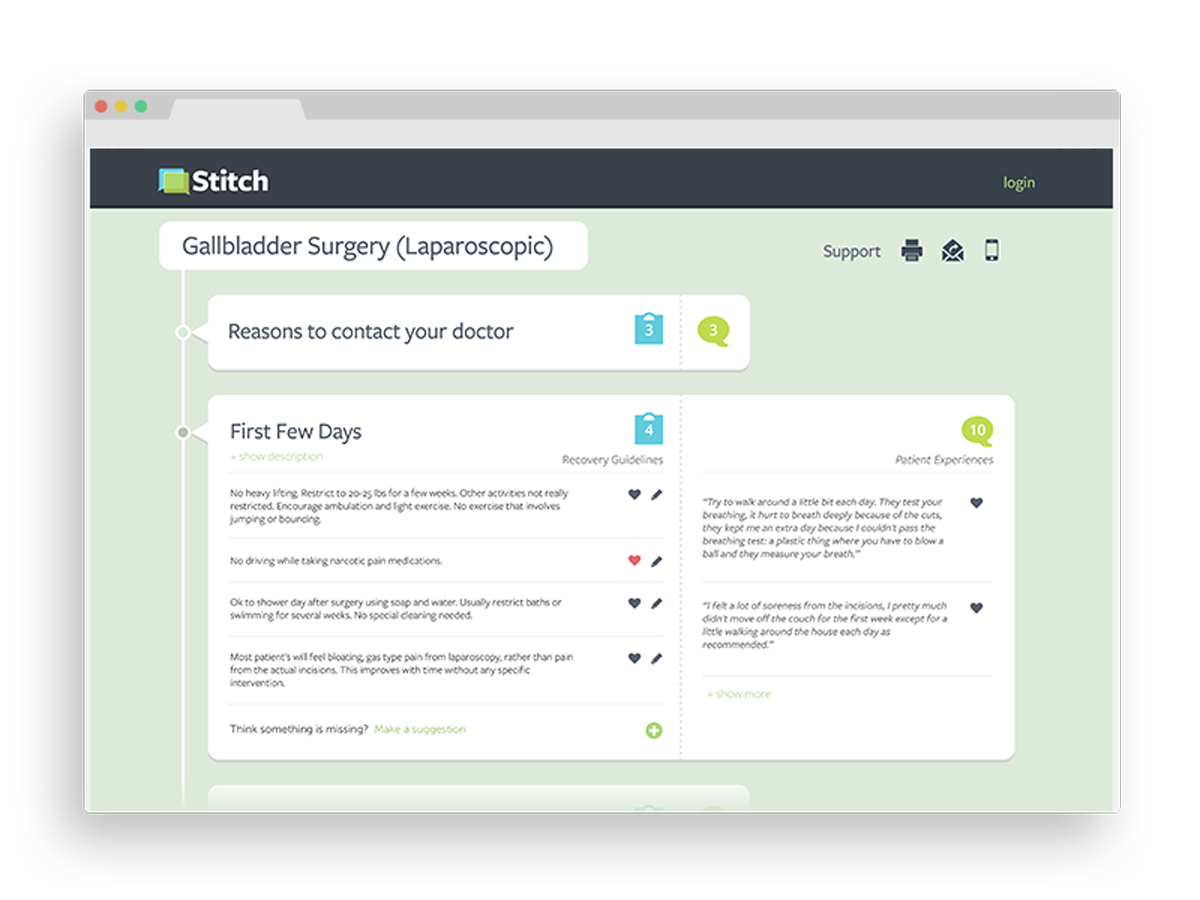 Stitch
login
Gallbladder Surgery (Laparoscopic)
Support
Reasons to contact your doctor
3
3
First Few Days
4
+ show description
Recovery Guidelines
No heavy lifting. Restrict to 20-25 lbs for a few weeks. Other activities not really
restricted. Encourage ambulation and light exercise. No exercise that involves
jumping or bouncing.
No driving while taking narcotic pain medications.
Ok to shower day after surgery using soap and water. Usually restrict baths or
swimming for several weeks. No special cleaning needed.
Most patient's will feel bloating, gas type pain from laparoscopy, rather than pain
from the actual incisions. This improves with time without any specific
intervention.
Think something is missing? Make a suggestion
10
Patient Experiences
"Try to walk around a little bit each day. They test your
breathing, it hurt to breath deeply because of the cuts,
they kept me an extra day because I couldn't pass the
breathing test: a plastic thing where you have to blow a
ball and they measure your breath."
"I felt a lot of soreness from the incisions, I pretty much
didn't move off the couch for the first week except for a
little walking around the house each day as
recommended."
+ show more